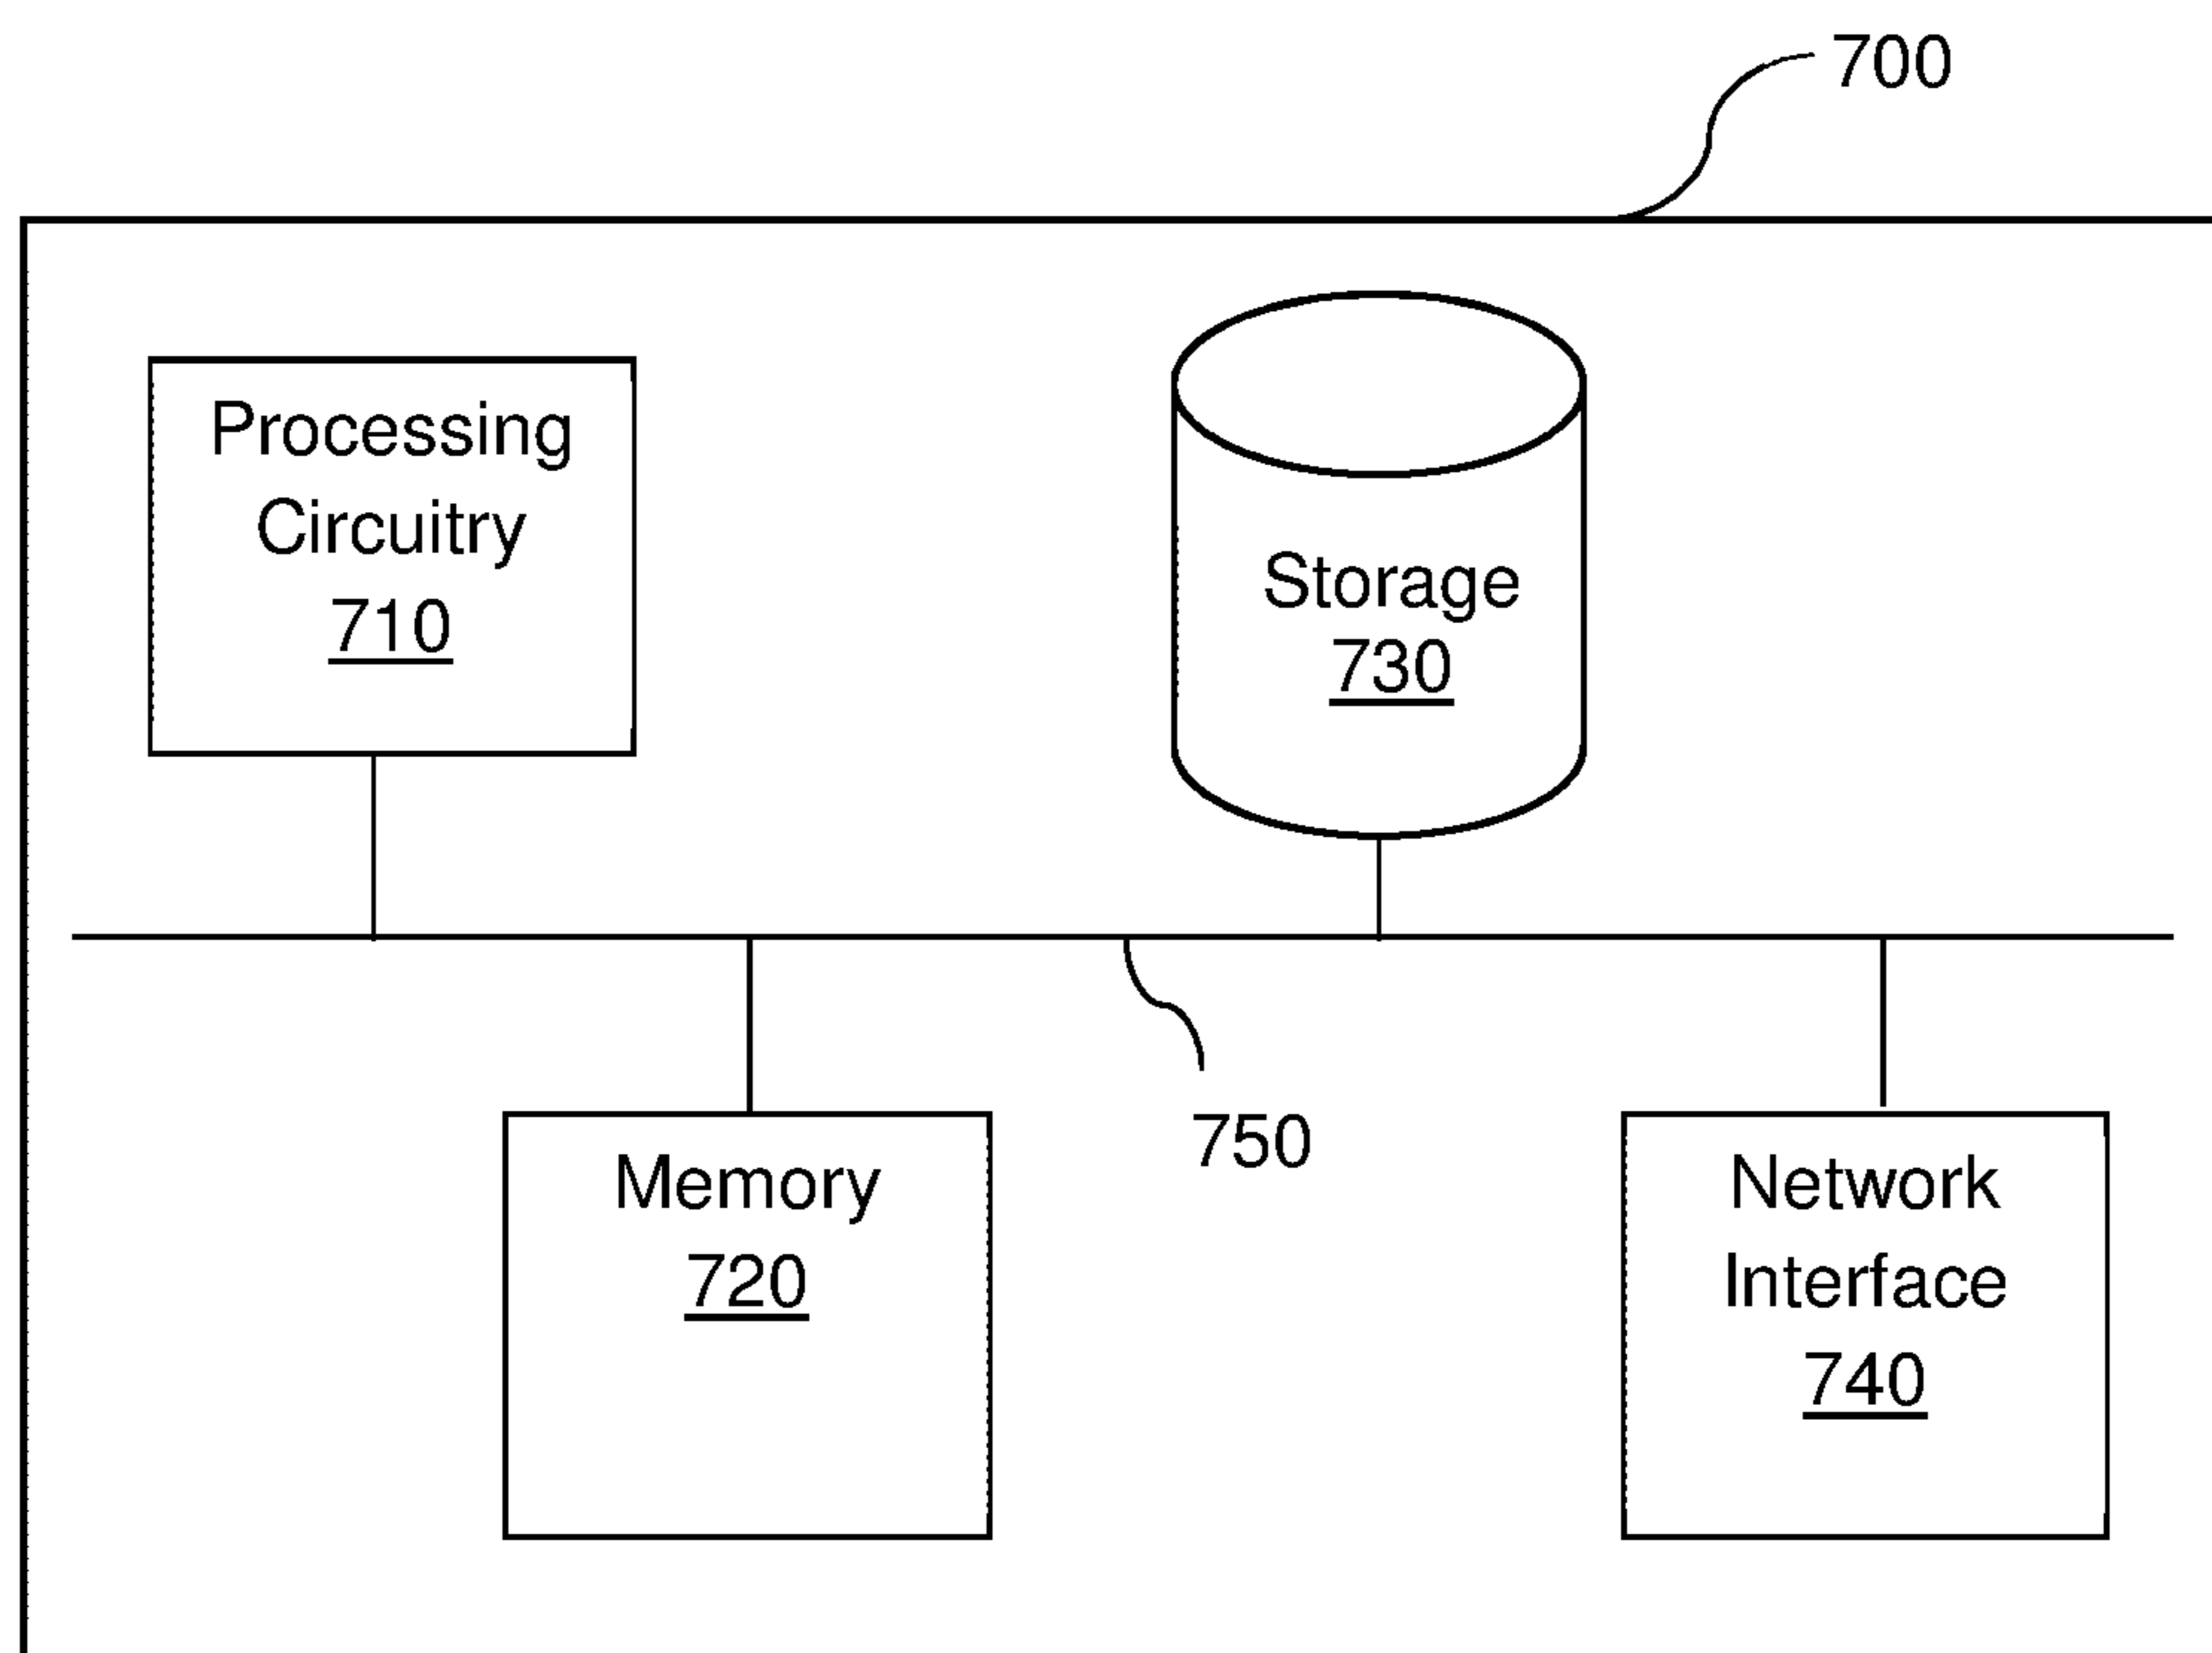 700
Processing
Circuitry
710
Storage
730
750
Memory
720
Network
Interface
740